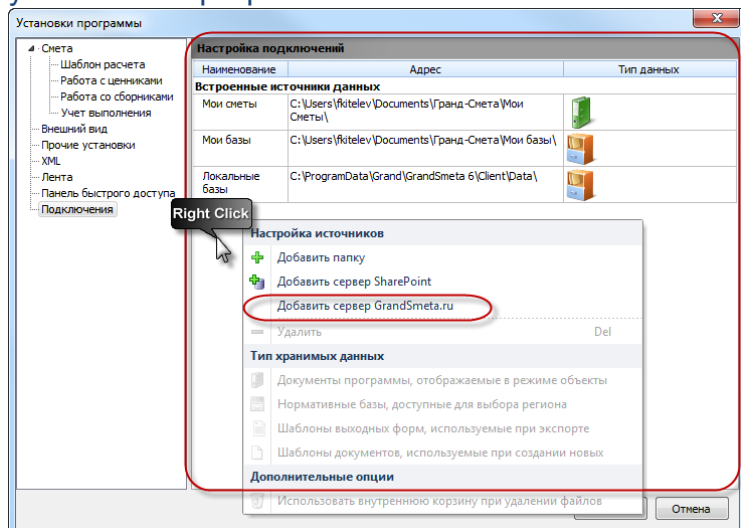 Установки программы
Смета
Шаблон расчета
Работа с ценниками
Работа со сборниками
Учет выполнения
Внешний вид
Прочие установки
XML
Лента
Панель быстрого доступа
Подключения
Настройка подключений
Наименование Адрес Тип данных
Встроенные источники данных
Мои сметы C:\Users\fkitelev\Documents\Гранд-Смета\Мои
Сметы\
Мои базы C:\Users\fkitelev\Documents\Гранд-Смета\Мои базы\
Локальные C:\ProgramData\Grand\GrandSmeta 6\Client\Data\
базы
Right Click
Настройка источников
Добавить папку
Добавить сервер SharePoint
Добавить сервер GrandSmeta.ru
Удалить Del
Тип хранимых данных
Документы программы, отображаемые в режиме объекты
Нормативные базы, доступные для выбора региона
Шаблоны выходных форм, используемые при экспорте
Шаблоны документов, используемые при создании новых
Дополнительные опции
Использовать внутреннюю корзину при удалении файлов
Отмена